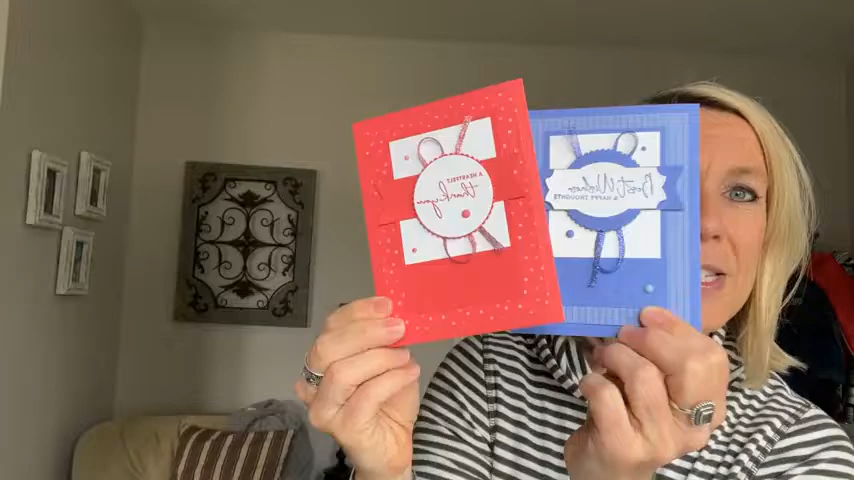 A HEARTFELT
thank you
Best Wishes
& HAPPY THOUGHTS